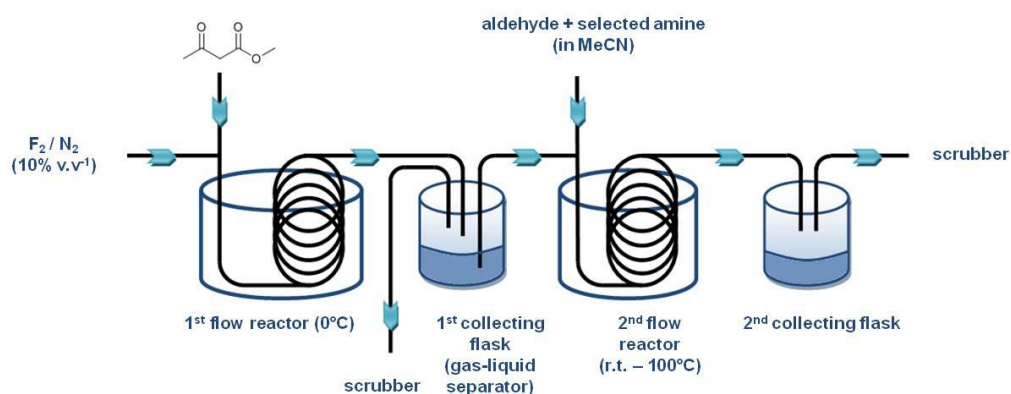 aldehyde + selected amine
(in MeCN)
O
O
O
F2 / N2
(10% v.v-1)
scrubber
1st flow reactor (0ºC)
1st collecting
flask
(gas-liquid
separator)
2nd flow
reactor
(r.t. – 100ºC)
2nd collecting flask
scrubber